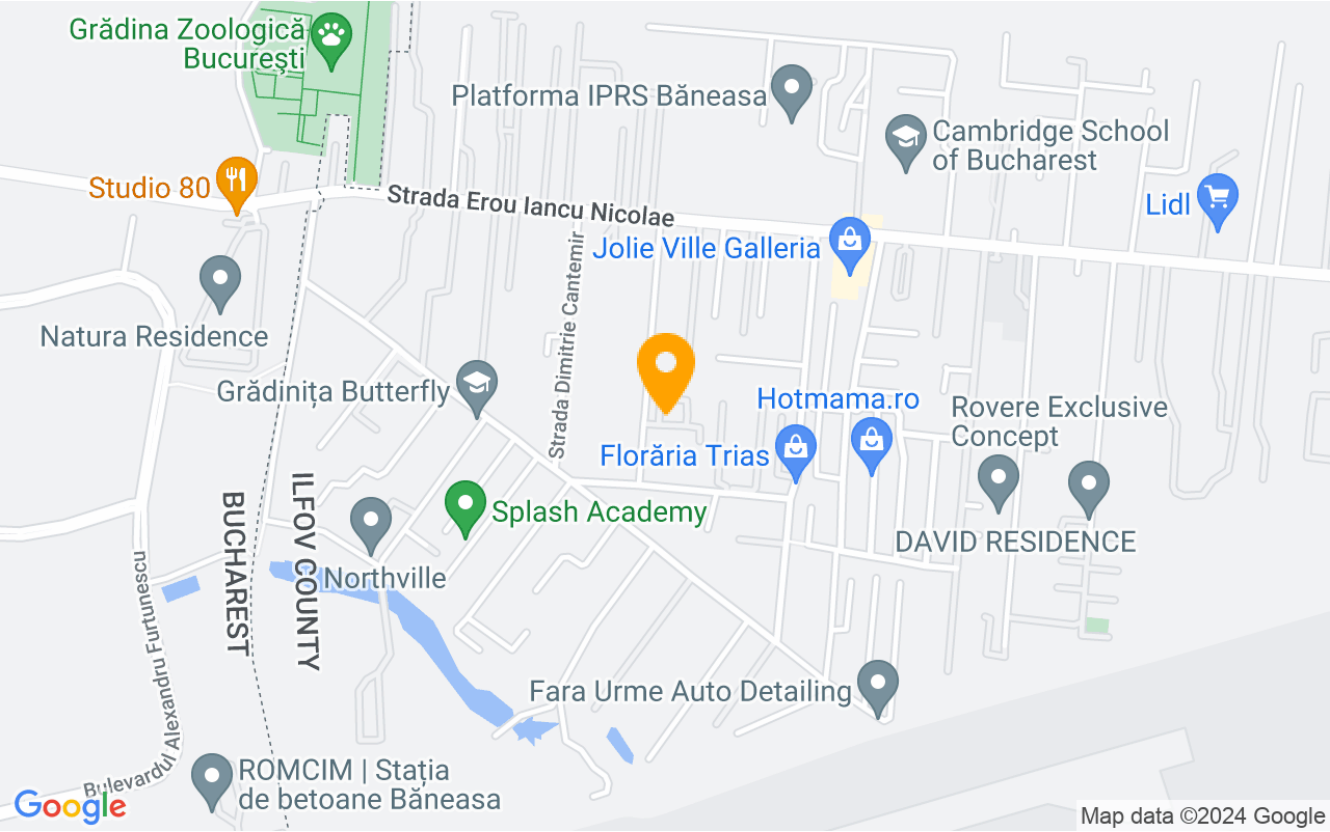 Grădina Zoologică
București
Platforma IPRS Băneasa
Cambridge School
of Bucharest
Studio 80
Strada Erou Iancu Nicolae
Lidl
Jolie Ville Galleria
Strada Dimitrie Cantemir
Natura Residence
Grădinița Butterfly
Hotmama.ro
Rovere Exclusive
Concept
Florăria Trias
Splash Academy
BUCHAREST
ILFOV COUNTY
DAVID RESIDENCE
Northville
Bulevardul Alexandru Furtunescu
Fara Urme Auto Detailing
ROMCIM | Stația
de betoane Băneasa
Google
Map data ©2024 Google